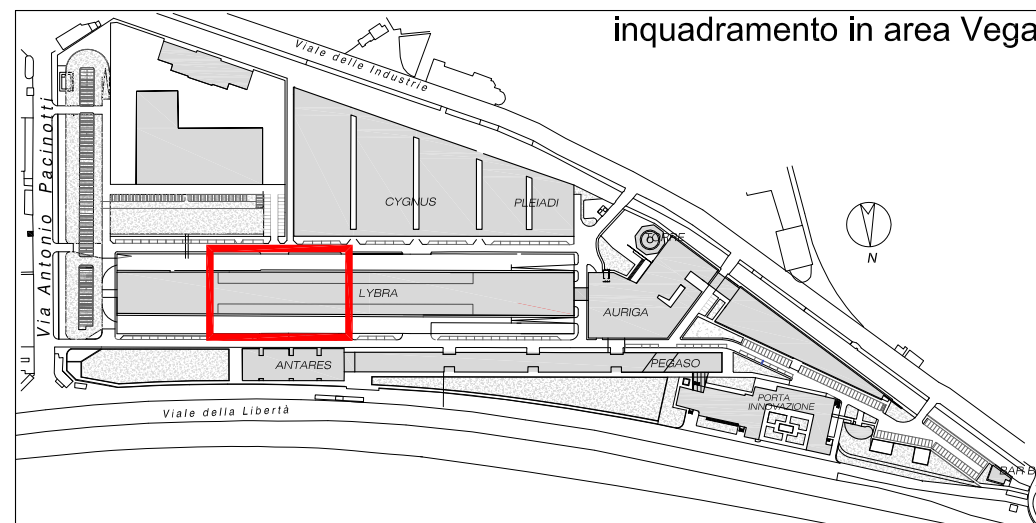 inquadramento in area Vega
Viale delle Industrie
Via Antonio Pacinotti
CYGNUS
PLEIADI
TORRE
N
LYBRA
AURIGA
ANTARES
PEGASO
PORTA
INNOVAZIONE
Viale della Libertà
BAR B